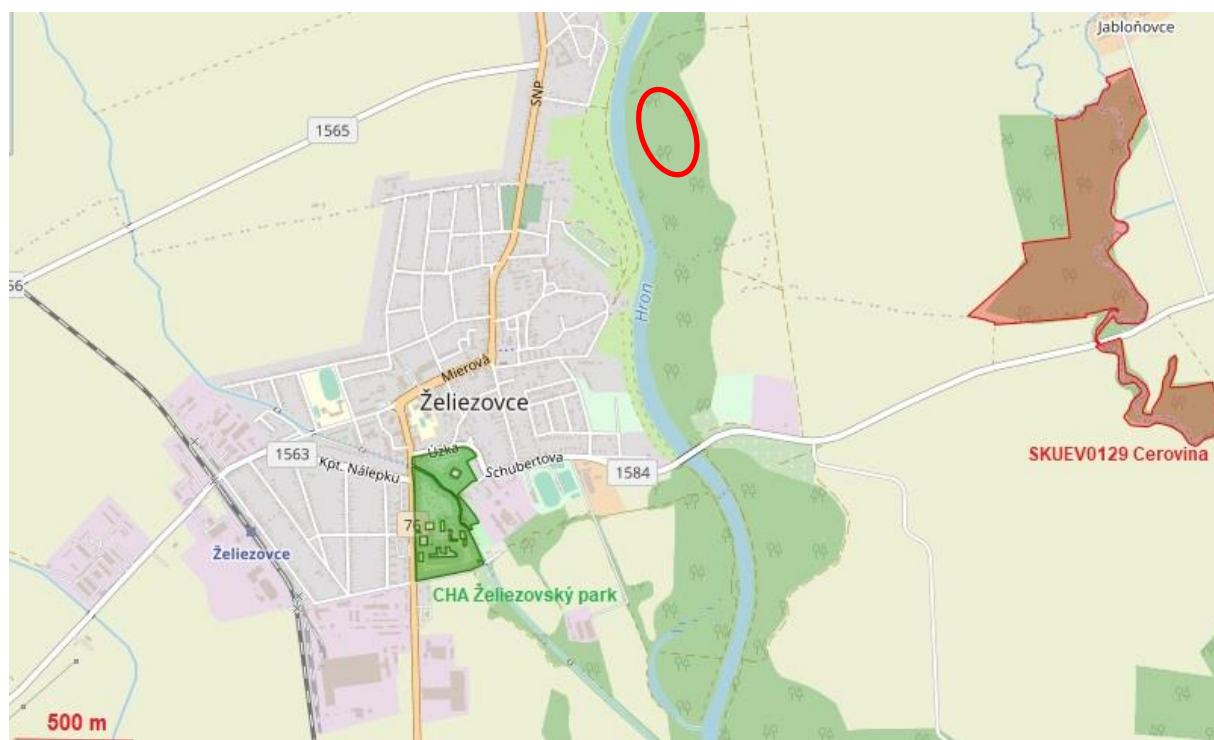 Jabloňovce
SNP
1565
66
Hron
Mierová
Želiezovce
Úzka
Schubertova
1563
Kpt. Nálepku
1584
SKUEV0129 Cerovina
76
Želiezovce
CHA Želiezovský park
500 m